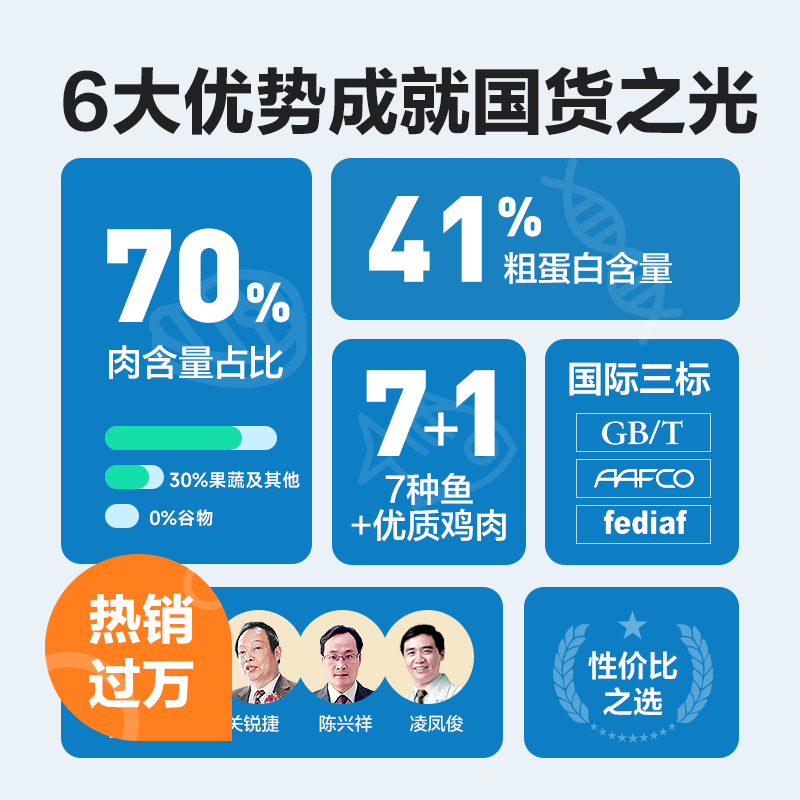 6大优势成就国货之光
70%
肉含量占比
30%果蔬及其他
0%谷物
41%
粗蛋白含量
7+1
7种鱼
+优质鸡肉
国际三标
GB/T
AAFCO
fediaf
热销
过万
关锐捷
陈兴祥
凌凤俊
性价比
之选